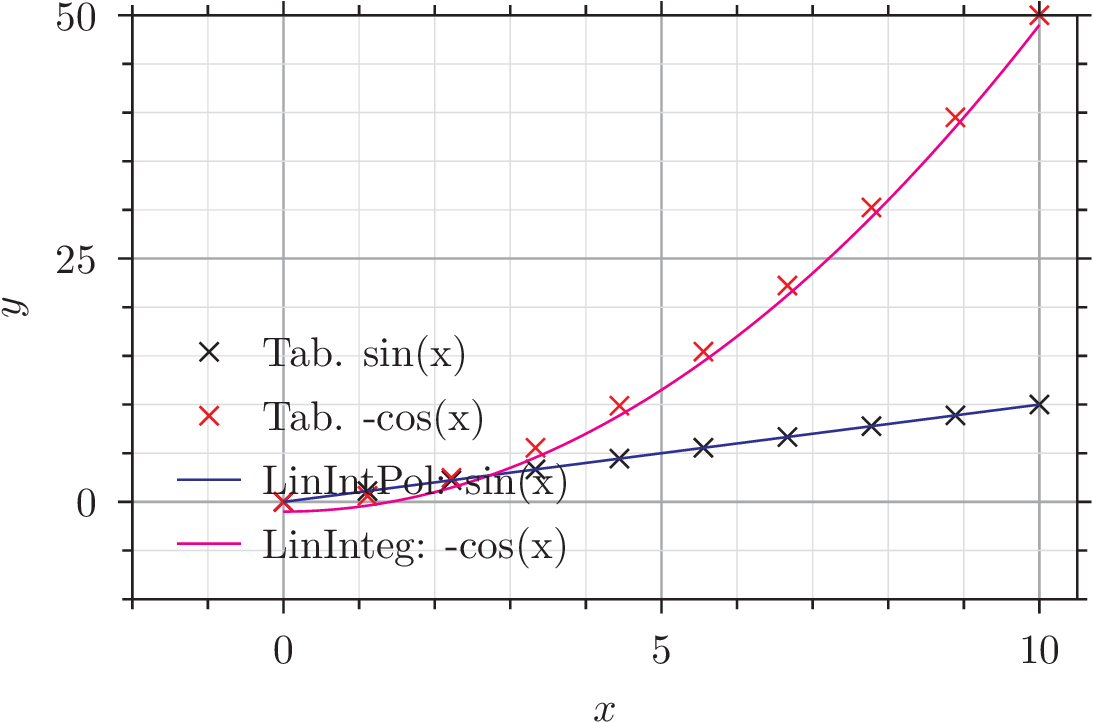 50
25
0
y
Tab. sin(x)
Tab. -cos(x)
LinIntPol: sin(x)
LinInteg: -cos(x)
0 5 10
x